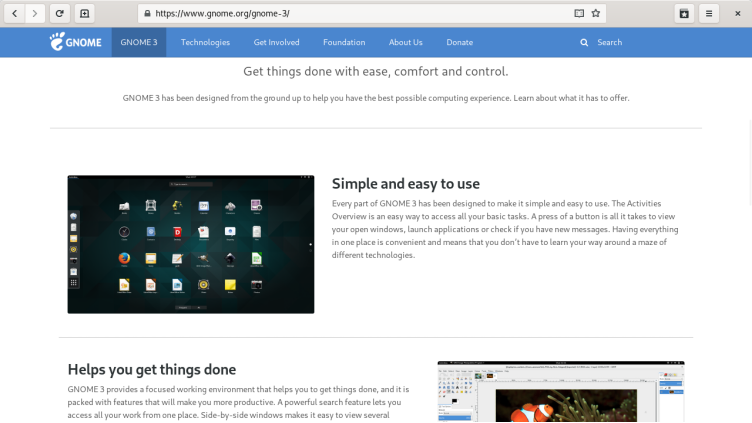 https://www.gnome.org/gnome-3/
GNOME
GNOME 3
Technologies
Get Involved
Foundation
About Us
Donate
Search
Get things done with ease, comfort and control.
GNOME 3 has been designed from the ground up to help you have the best possible computing experience. Learn about what it has to offer.
Simple and easy to use
Every part of GNOME 3 has been designed to make it simple and easy to use. The Activities
Overview is an easy way to access all your basic tasks. A press of a button is all it takes to view
your open windows, launch applications or check if you have new messages. Having everything
in one place is convenient and means that you don't have to learn your way around a maze of
different technologies.
Helps you get things done
GNOME 3 provides a focused working environment that helps you to get things done, and it is
packed with features that will make you more productive. A powerful search feature lets you
access all your work from one place. Side-by-side windows makes it easy to view several